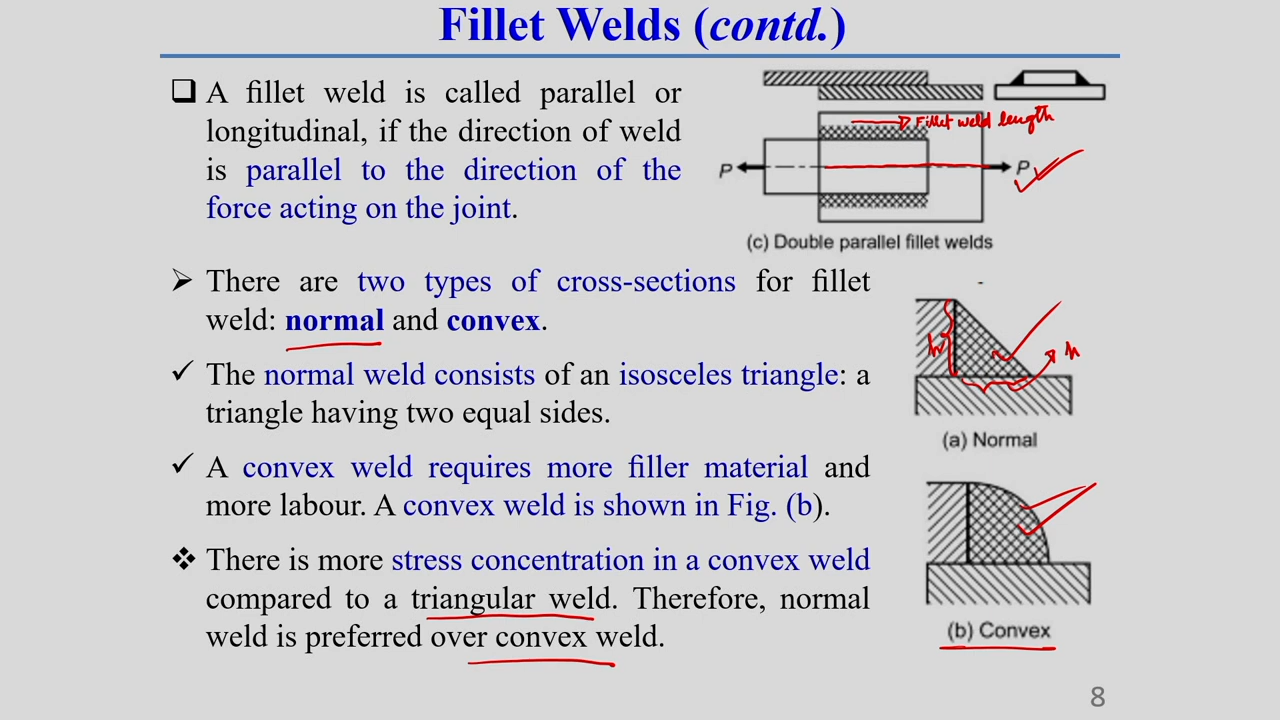 Fillet Welds (contd.)
❑ A fillet weld is called parallel or
longitudinal, if the direction of weld
is parallel to the direction of the
force acting on the joint.
Fillet weld length
P
P
(c) Double parallel fillet welds
➢ There are two types of cross-sections for fillet
weld: normal and convex.
✓ The normal weld consists of an isosceles triangle: a
triangle having two equal sides.
h
h
(a) Normal
✓ A convex weld requires more filler material and
more labour. A convex weld is shown in Fig. (b).
❖ There is more stress concentration in a convex weld
compared to a triangular weld. Therefore, normal
weld is preferred over convex weld.
(b) Convex
8